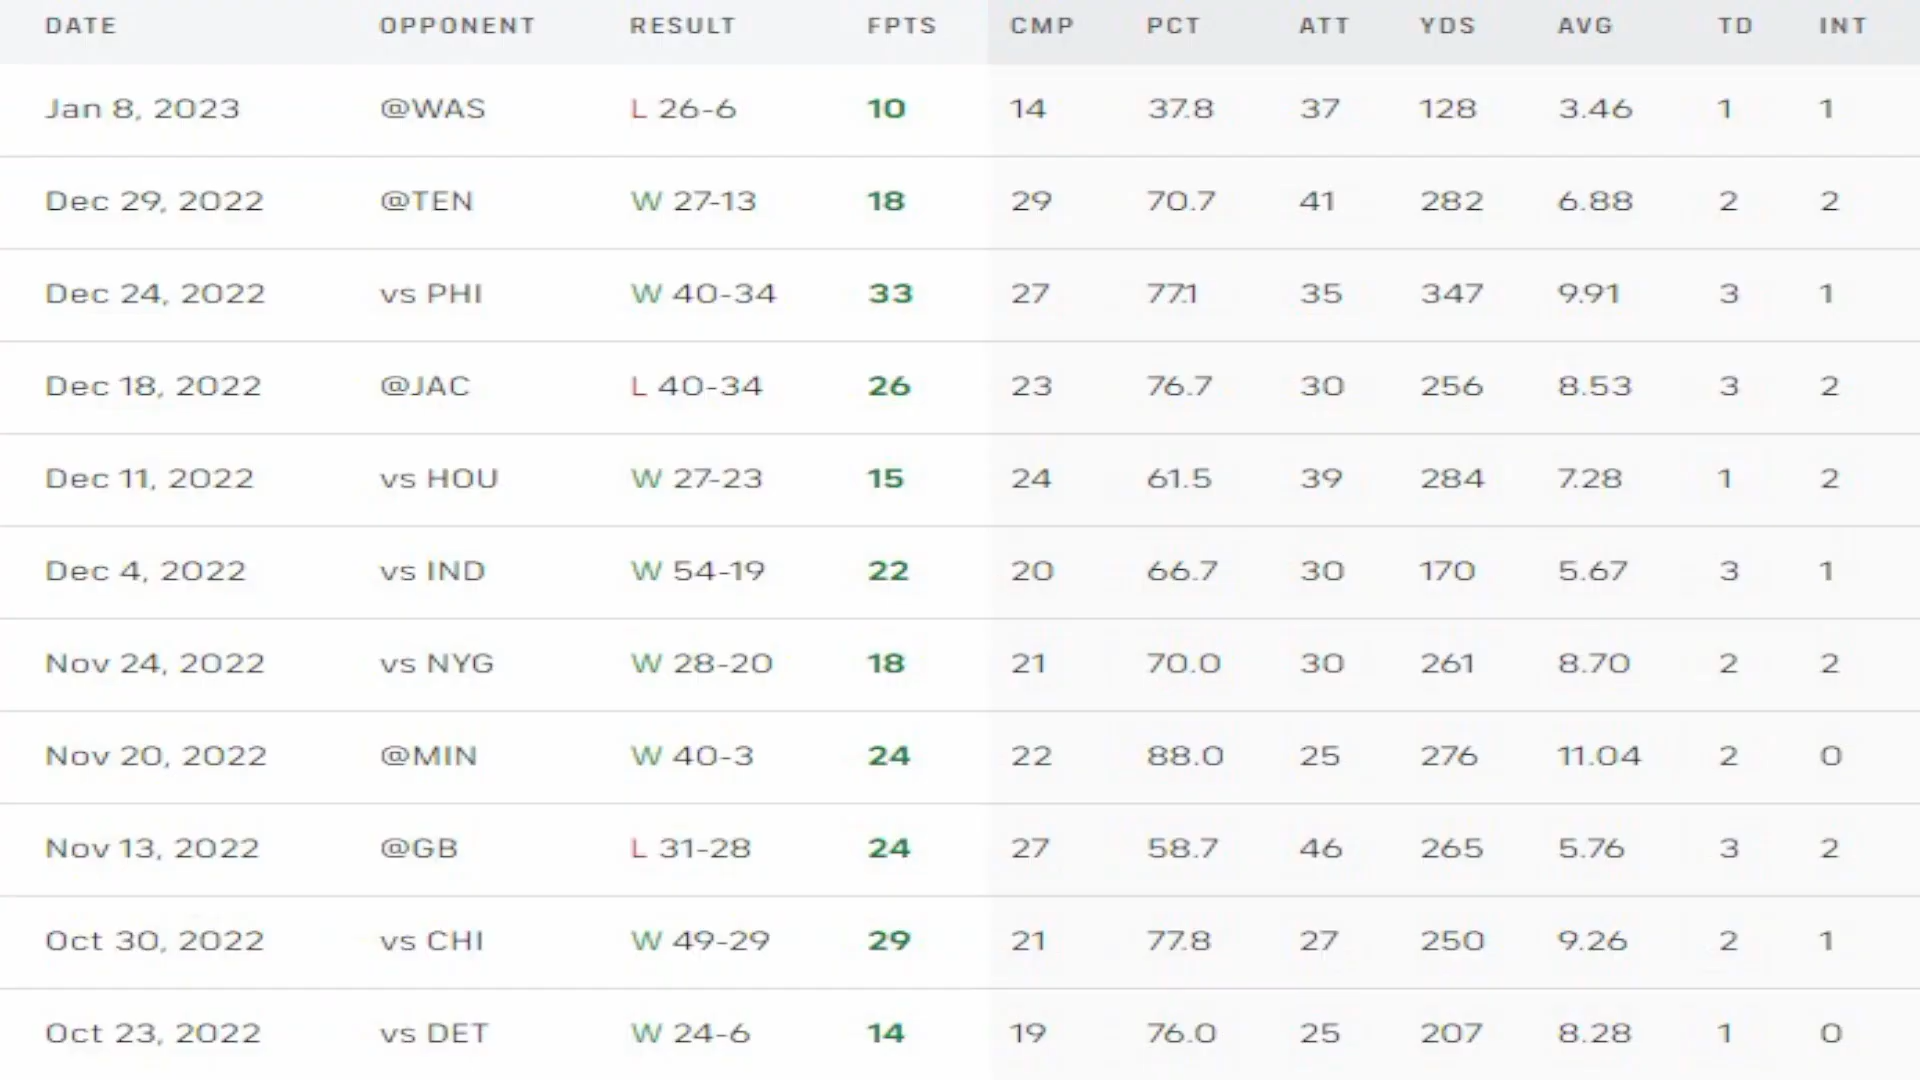 DATE OPPONENT RESULT FPTS CMP PCT ATT YDS AVG TD INT
Jan 8, 2023 @WAS L 26-6 10 14 37.8 37 128 3.46 1 1
Dec 29, 2022 @TEN W 27-13 18 29 70.7 41 282 6.88 2 2
Dec 24, 2022 vs PHI W 40-34 33 27 77.1 35 347 9.91 3 1
Dec 18, 2022 @JAC L 40-34 26 23 76.7 30 256 8.53 3 2
Dec 11, 2022 vs HOU W 27-23 15 24 61.5 39 284 7.28 1 2
Dec 4, 2022 vs IND W 54-19 22 20 66.7 30 170 5.67 3 1
Nov 24, 2022 vs NYG W 28-20 18 21 70.0 30 261 8.70 2 2
Nov 20, 2022 @MIN W 40-3 24 22 88.0 25 276 11.04 2 0
Nov 13, 2022 @GB L 31-28 24 27 58.7 46 265 5.76 3 2
Oct 30, 2022 vs CHI W 49-29 29 21 77.8 27 250 9.26 2 1
Oct 23, 2022 vs DET W 24-6 14 19 76.0 25 207 8.28 1 0